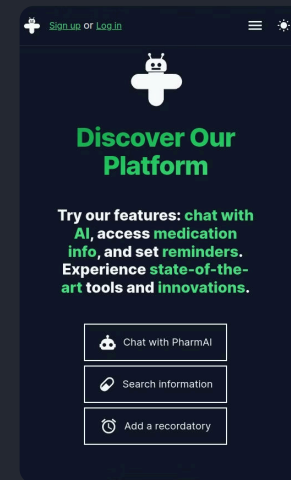 Sign up or Log in
Discover Our
Platform
Try our features: chat with
AI, access medication
info, and set reminders.
Experience state-of-the-
art tools and innovations.
Chat with PharmAI
Search information
Add a recordatory